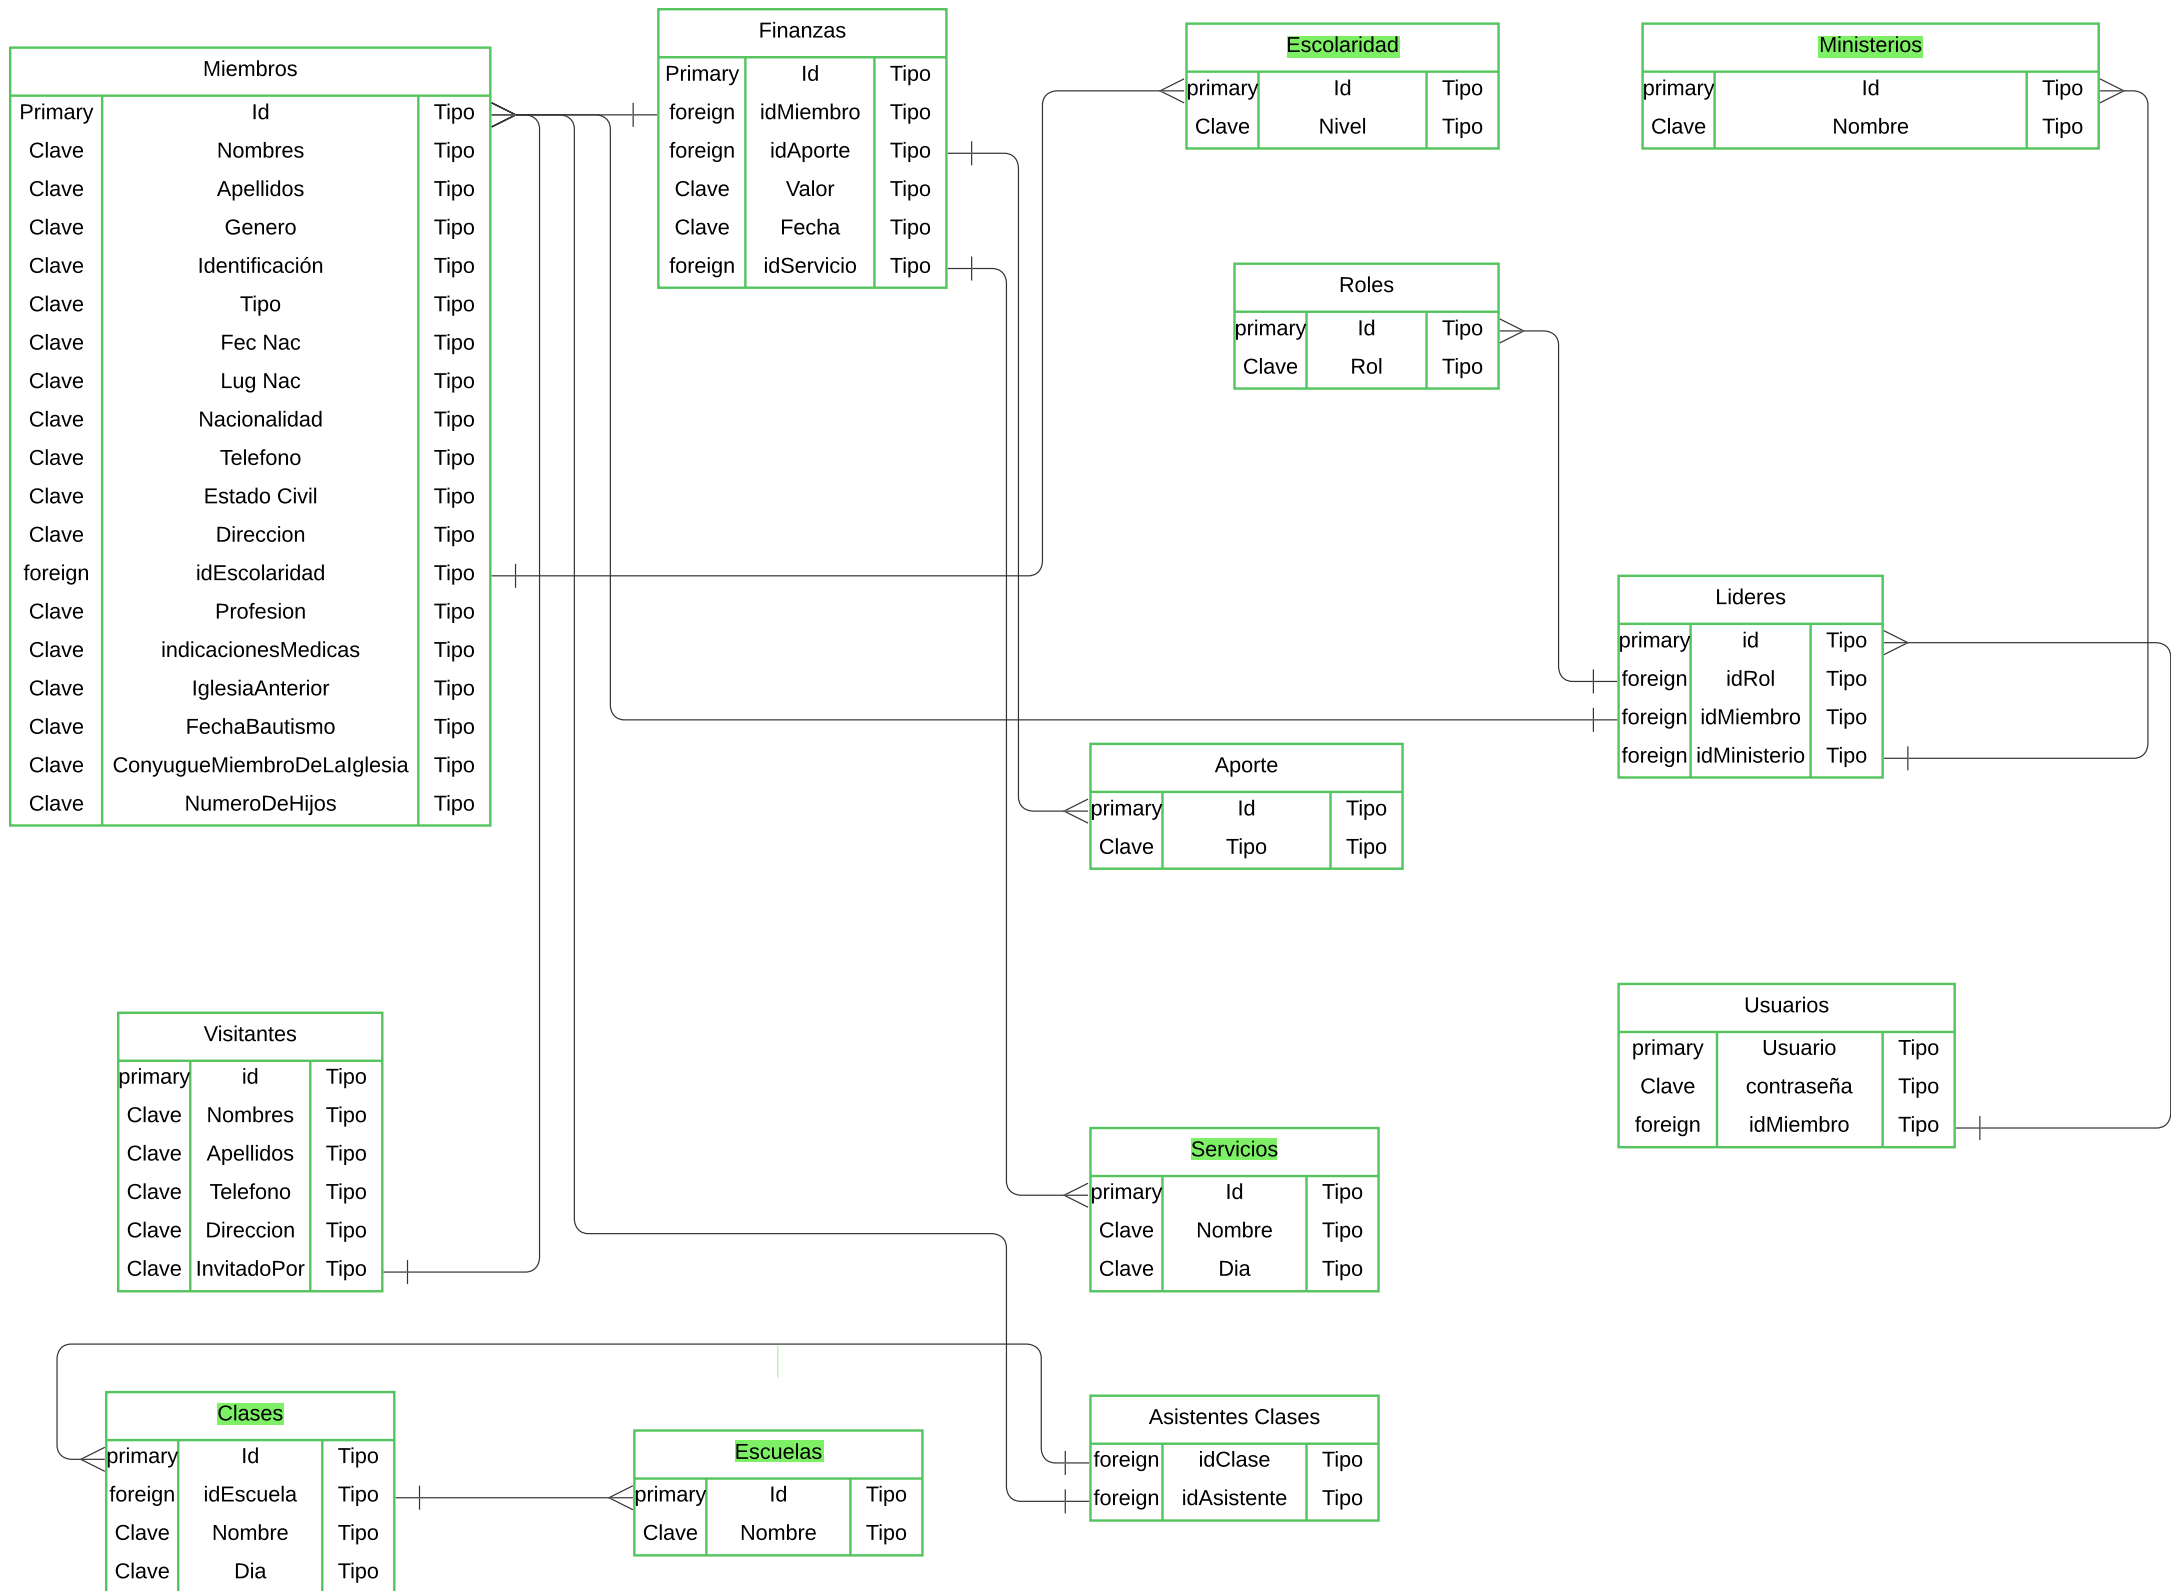 Miembros
Primary Id Tipo
Clave Nombres Tipo
Clave Apellidos Tipo
Clave Genero Tipo
Clave Identificación Tipo
Clave Tipo Tipo
Clave Fec Nac Tipo
Clave Lug Nac Tipo
Clave Nacionalidad Tipo
Clave Telefono Tipo
Clave Estado Civil Tipo
Clave Direccion Tipo
foreign idEscolaridad Tipo
Clave Profesion Tipo
Clave indicacionesMedicas Tipo
Clave IglesiaAnterior Tipo
Clave FechaBautismo Tipo
Clave ConyugueMiembroDeLaIglesia Tipo
Clave NumeroDeHijos Tipo
Finanzas
Primary Id Tipo
foreign idMiembro Tipo
foreign idAporte Tipo
Clave Valor Tipo
Clave Fecha Tipo
foreign idServicio Tipo
Escolaridad
primary Id Tipo
Clave Nivel Tipo
Ministerios
primary Id Tipo
Clave Nombre Tipo
Roles
primary Id Tipo
Clave Rol Tipo
Lideres
primary id Tipo
foreign idRol Tipo
foreign idMiembro Tipo
foreign idMinisterio Tipo
Aporte
primary Id Tipo
Clave Tipo Tipo
Visitantes
primary id Tipo
Clave Nombres Tipo
Clave Apellidos Tipo
Clave Telefono Tipo
Clave Direccion Tipo
Clave InvitadoPor Tipo
Usuarios
primary Usuario Tipo
Clave contraseña Tipo
foreign idMiembro Tipo
Servicios
primary Id Tipo
Clave Nombre Tipo
Clave Dia Tipo
Clases
primary Id Tipo
foreign idEscuela Tipo
Clave Nombre Tipo
Clave Dia Tipo
Escuelas
primary Id Tipo
Clave Nombre Tipo
Asistentes Clases
foreign idClase Tipo
foreign idAsistente Tipo